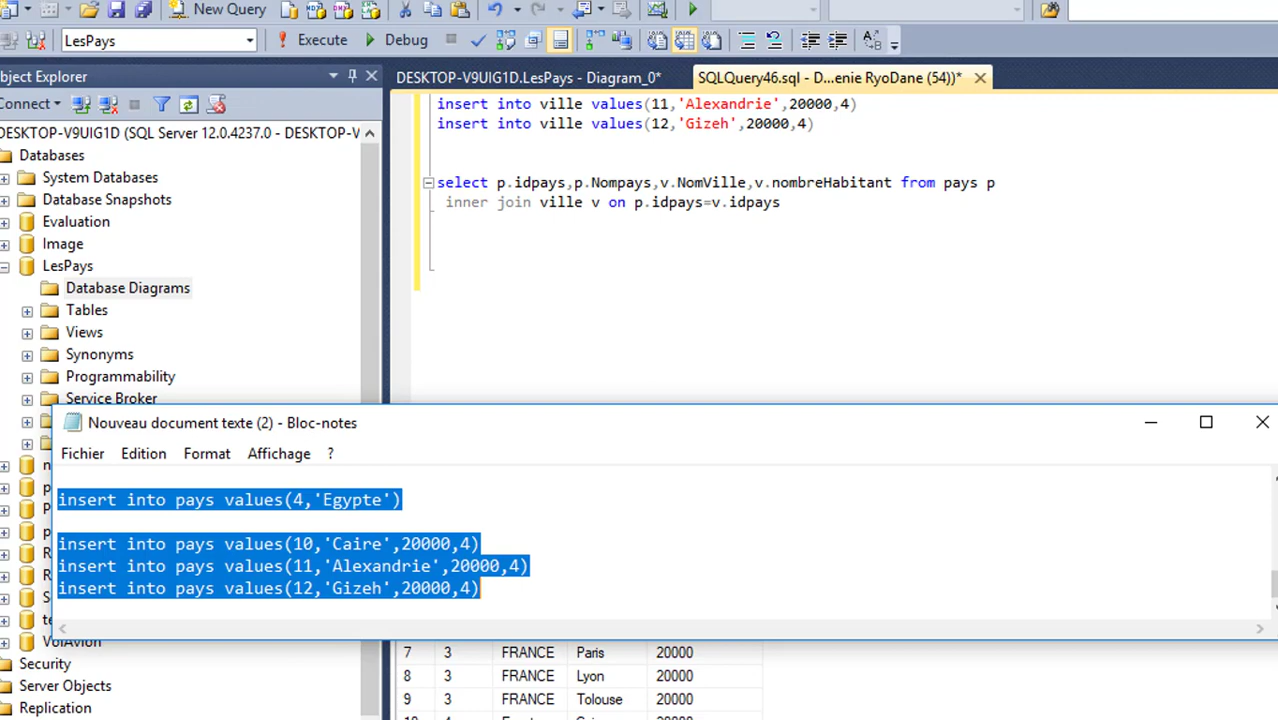 New Query
LesPays
Execute
Debug
bject Explorer
DESKTOP-V9UIG1D.LesPays - Diagram_0*
SQLQuery46.sql - D...enie RyoDane (54))*
onnect
DESKTOP-V9UIG1D (SQL Server 12.0.4237.0 - DESKTOP-V
Databases
System Databases
Database Snapshots
Evaluation
Image
LesPays
Database Diagrams
Tables
Views
Synonyms
Programmability
Service Broker
insert into ville values(11,'Alexandrie',20000,4)
insert into ville values(12,'Gizeh',20000,4)
select p.idpays,p.Nompays,v.NomVille,v.nombreHabitant from pays p
inner join ville v on p.idpays=v.idpays
Nouveau document texte (2) - Bloc-notes
Fichier Edition Format Affichage ?
insert into pays values(4,'Egypte')
insert into pays values(10,'Caire',20000,4)
insert into pays values(11,'Alexandrie',20000,4)
insert into pays values(12,'Gizeh',20000,4)
VolAvion
Security
Server Objects
Replication
7 3 FRANCE Paris 20000
8 3 FRANCE Lyon 20000
9 3 FRANCE Tolouse 20000